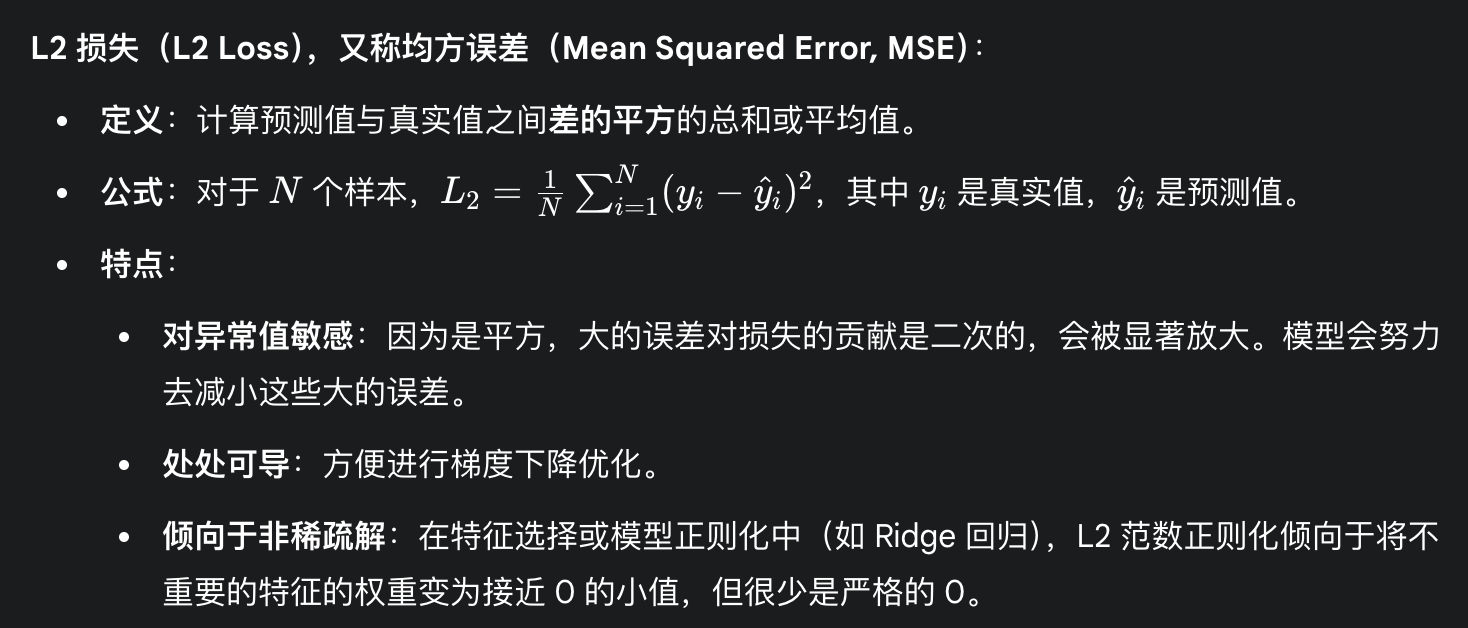 L2 损失（L2 Loss），又称均方误差（Mean Squared Error, MSE）：
• 定义：计算预测值与真实值之间差的平方的总和或平均值。
• 公式：对于 $N$ 个样本，$L_2 = \frac{1}{N} \sum_{i=1}^{N} (y_i - \hat{y}_i)^2$，其中 $y_i$ 是真实值，$\hat{y}_i$ 是预测值。
• 特点：
• 对异常值敏感：因为是平方，大的误差对损失的贡献是二次的，会被显著放大。模型会努力
去减小这些大的误差。
• 处处可导：方便进行梯度下降优化。
• 倾向于非稀疏解：在特征选择或模型正则化中（如 Ridge 回归），L2 范数正则化倾向于将不
重要的特征的权重变为接近 0 的小值，但很少是严格的 0。